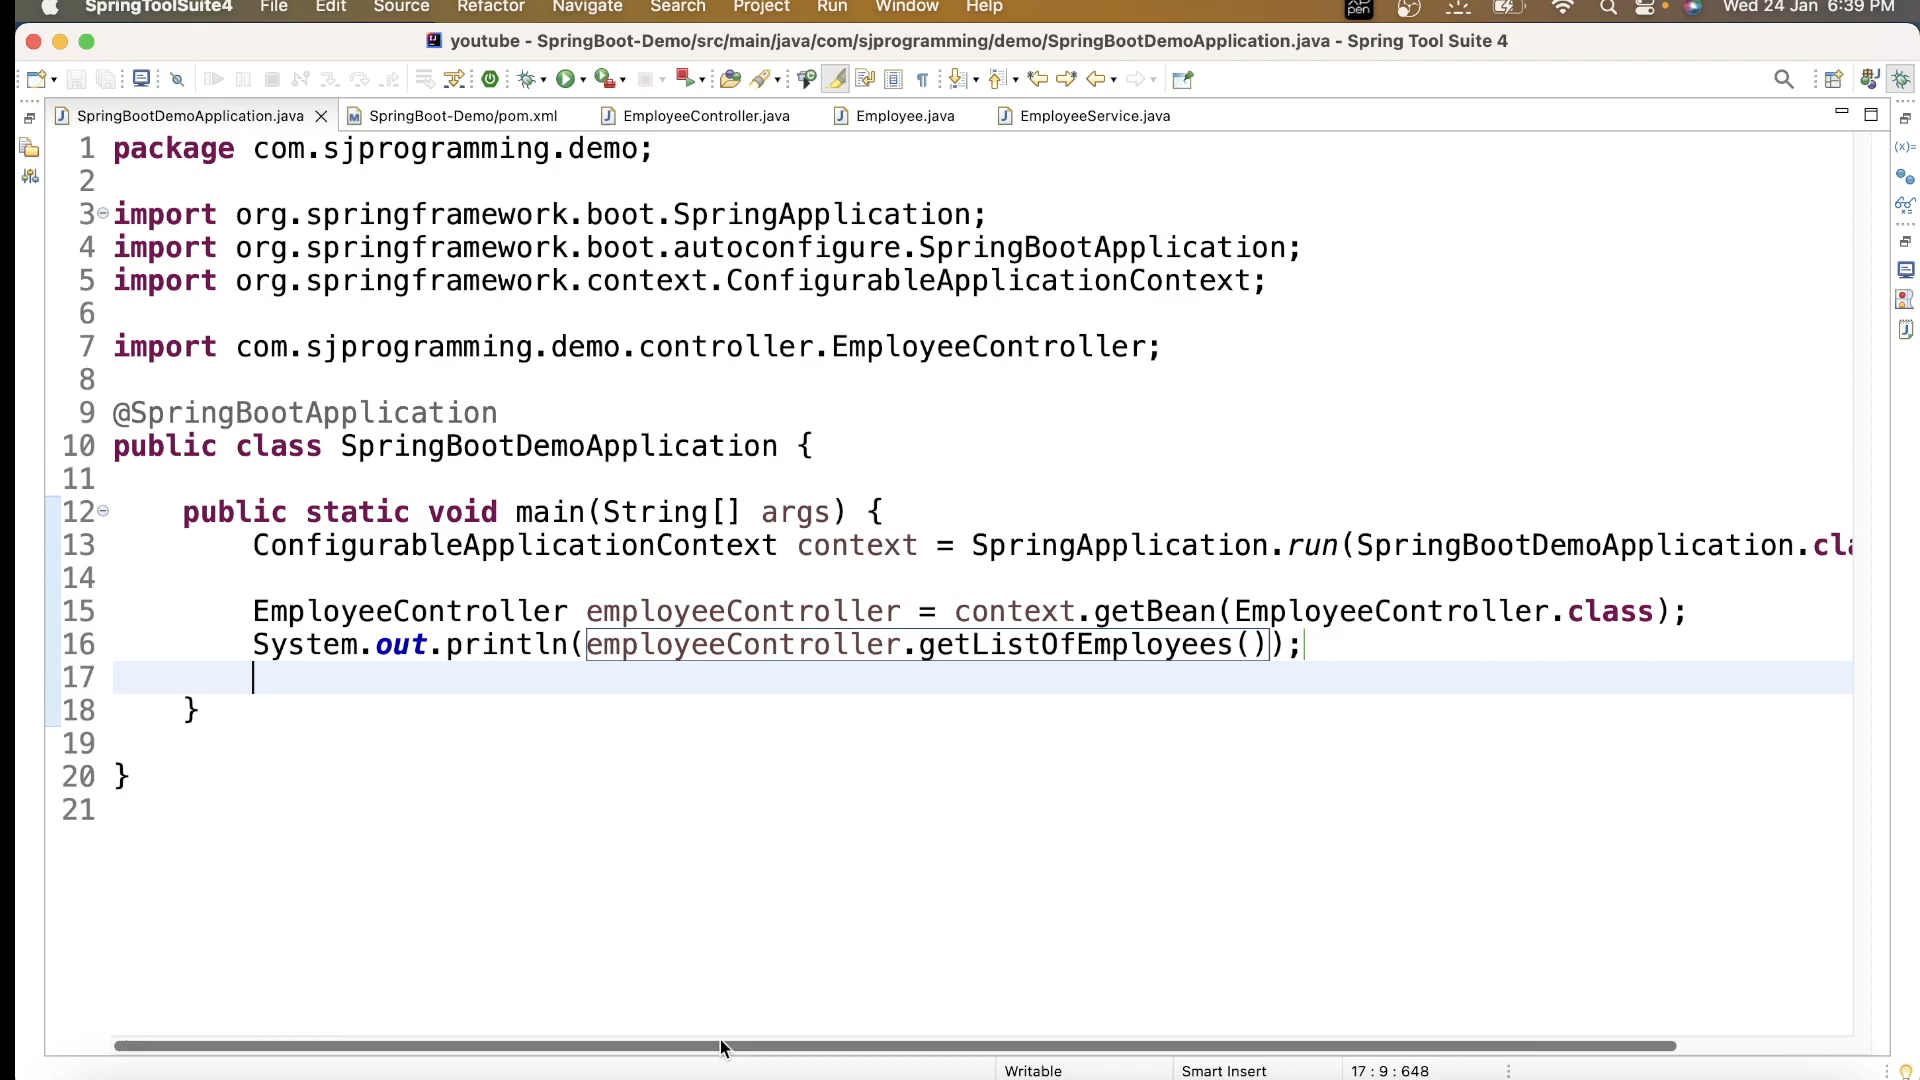 SpringToolSuite4 File Edit Source Refactor Navigate Search Project Run Window Help XP pen Wed 24 Jan 6:39 PM
youtube - SpringBoot-Demo/src/main/java/com/sjprogramming/demo/SpringBootDemoApplication.java - Spring Tool Suite 4
SpringBootDemoApplication.java SpringBoot-Demo/pom.xml EmployeeController.java Employee.java EmployeeService.java
1 package com.sjprogramming.demo;
2
3 import org.springframework.boot.SpringApplication;
4 import org.springframework.boot.autoconfigure.SpringBootApplication;
5 import org.springframework.context.ConfigurableApplicationContext;
6
7 import com.sjprogramming.demo.controller.EmployeeController;
8
9 @SpringBootApplication
10 public class SpringBootDemoApplication {
11
12 public static void main(String[] args) {
13 ConfigurableApplicationContext context = SpringApplication.run(SpringBootDemoApplication.cla
14
15 EmployeeController employeeController = context.getBean(EmployeeController.class);
16 System.out.println(employeeController.getListOfEmployees());
17
18 }
19
20 }
21
Writable Smart Insert 17 : 9 : 648